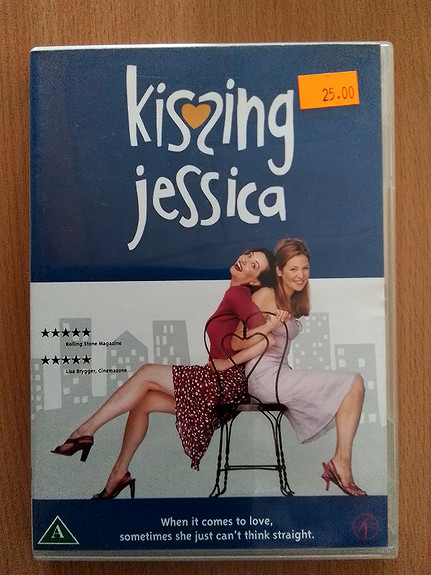 kissing
25.00
jessica
★★★★★
Rolling Stone Magazine
★★★★★
Lisa Brygger, Cinemazone
When it comes to love,
sometimes she just can't think straight.
A